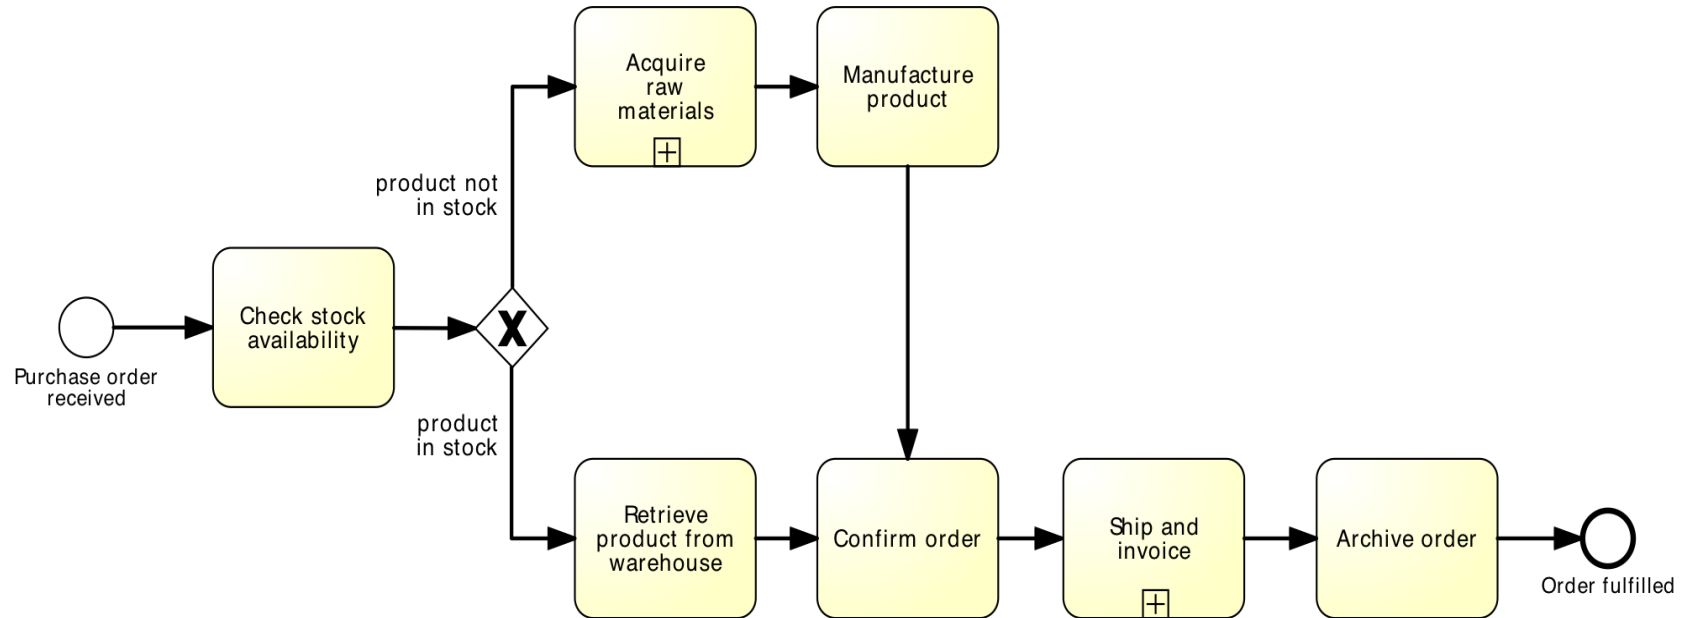 Acquire
raw
materials
Manufacture
product
product not
in stock
Check stock
availability
X
Purchase order
received
product
in stock
Retrieve
product from
warehouse
Confirm order
Ship and
invoice
Archive order
Order fulfilled